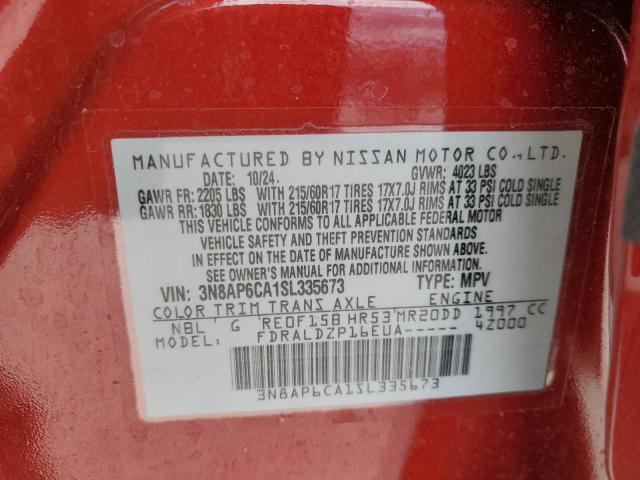 MANUFACTURED BY NISSAN MOTOR CO.,LTD.
DATE: 10/24. GVWR: 4023 LBS
GAWR FR: 2205 LBS WITH 215/60R17 TIRES 17X7.0J RIMS AT 33 PSI COLD SINGLE
GAWR RR: 1830 LBS WITH 215/60R17 TIRES 17X7.0J RIMS AT 33 PSI COLD SINGLE
THIS VEHICLE CONFORMS TO ALL APPLICABLE FEDERAL MOTOR
VEHICLE SAFETY AND THEFT PREVENTION STANDARDS
IN EFFECT ON THE DATE OF MANUFACTURE SHOWN ABOVE.
SEE OWNER'S MANUAL FOR ADDITIONAL INFORMATION.
VIN: 3N8AP6CA1SL335673 TYPE: MPV
COLOR TRIM TRANS AXLE ENGINE
NBL G RE0F15B HR53 MR20DD 1997 CC
FDRALDZP16EUA----- 4Z000
3N8AP6CA1SL335673